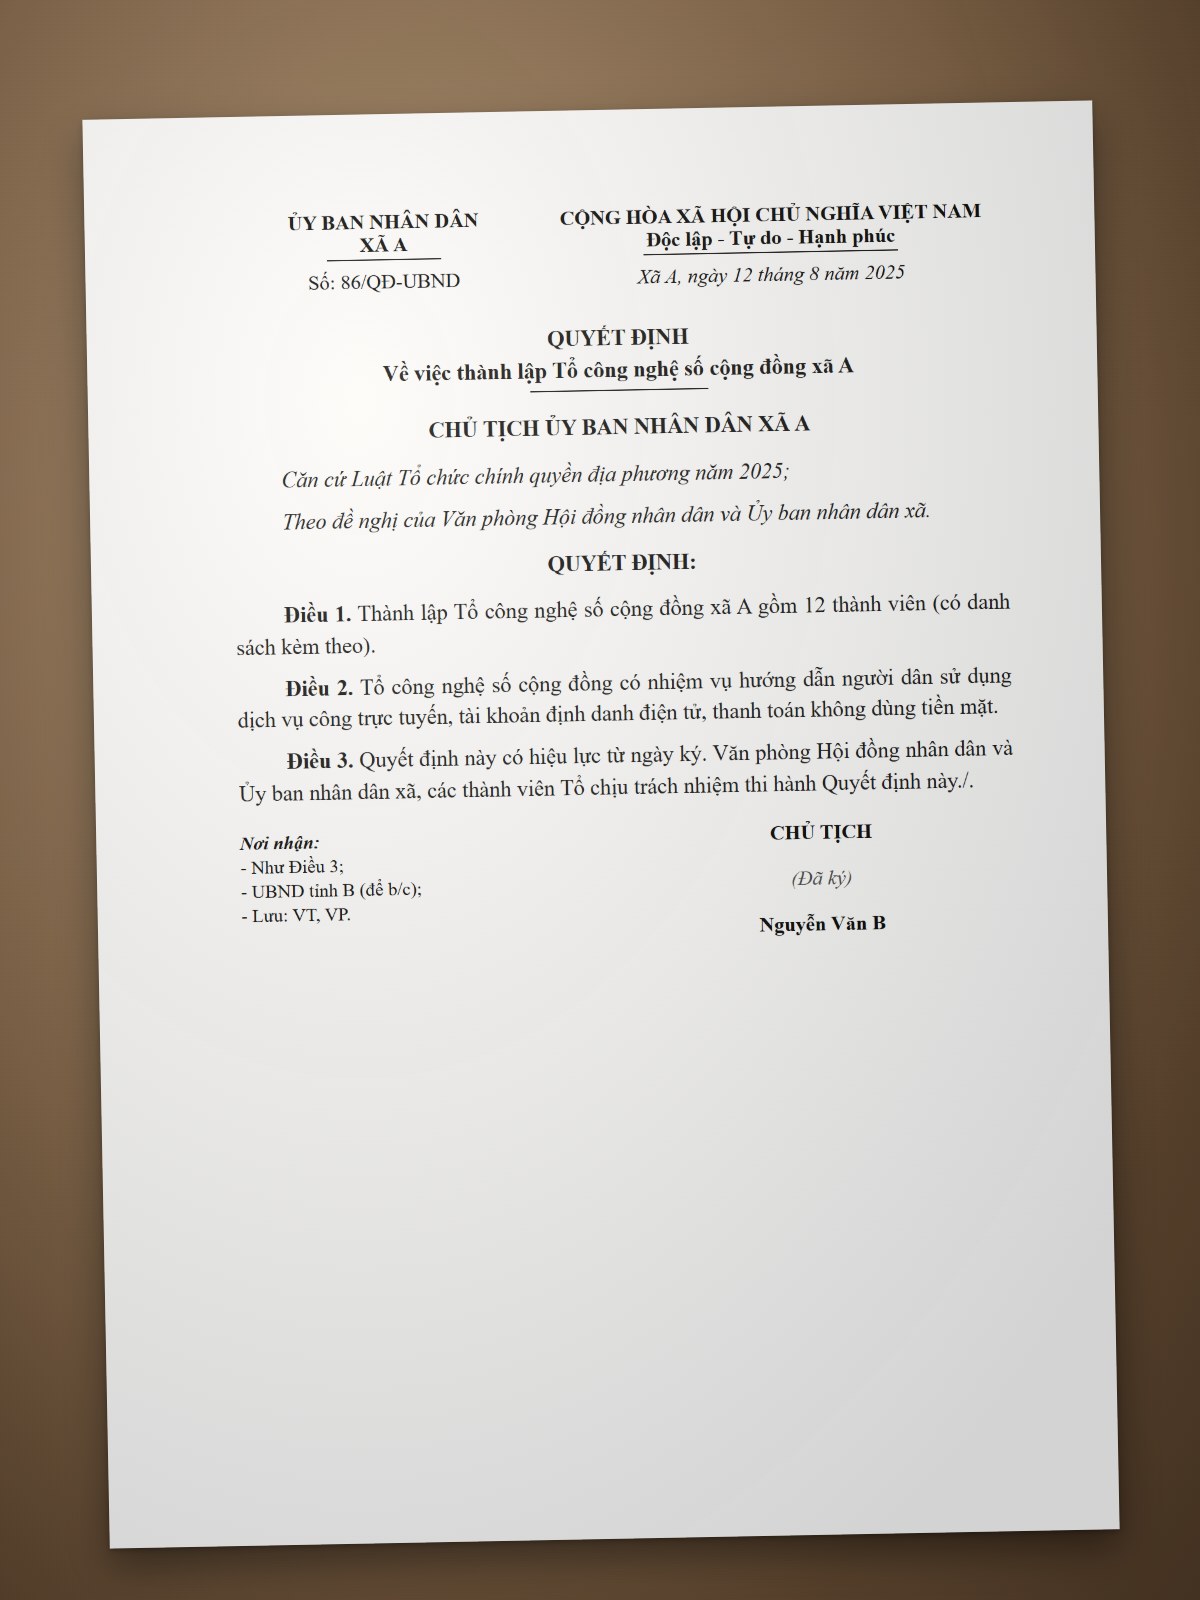 ỦY BAN NHÂN DÂN
XÃ A
Số: 86/QĐ-UBND
CỘNG HÒA XÃ HỘI CHỦ NGHĨA VIỆT NAM
Độc lập - Tự do - Hạnh phúc
Xã A, ngày 12 tháng 8 năm 2025
QUYẾT ĐỊNH
Về việc thành lập Tổ công nghệ số cộng đồng xã A
CHỦ TỊCH ỦY BAN NHÂN DÂN XÃ A
Căn cứ Luật Tổ chức chính quyền địa phương năm 2025;
Theo đề nghị của Văn phòng Hội đồng nhân dân và Ủy ban nhân dân xã.
QUYẾT ĐỊNH:
Điều 1. Thành lập Tổ công nghệ số cộng đồng xã A gồm 12 thành viên (có danh
sách kèm theo).
Điều 2. Tổ công nghệ số cộng đồng có nhiệm vụ hướng dẫn người dân sử dụng
dịch vụ công trực tuyến, tài khoản định danh điện tử, thanh toán không dùng tiền mặt.
Điều 3. Quyết định này có hiệu lực từ ngày ký. Văn phòng Hội đồng nhân dân và
Ủy ban nhân dân xã, các thành viên Tổ chịu trách nhiệm thi hành Quyết định này./.
Nơi nhận:
- Như Điều 3;
- UBND tỉnh B (để b/c);
- Lưu: VT, VP.
CHỦ TỊCH
(Đã ký)
Nguyễn Văn B